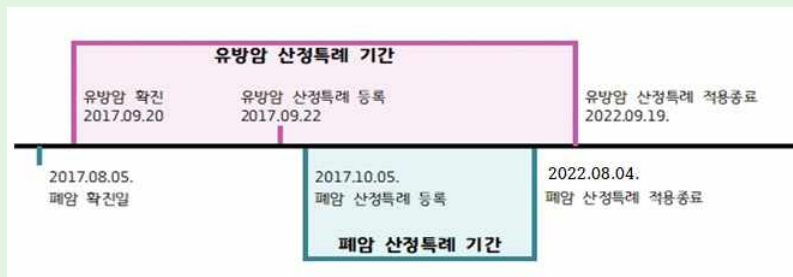 유방암 산정특례 기간
유방암 확진
2017.09.20
유방암 산정특례 등록
2017.09.22
유방암 산정특례 적용종료
2022.09.19.
2017.08.05.
폐암 확진일
2017.10.05.
폐암 산정특례 등록
2022.08.04.
폐암 산정특례 적용종료
폐암 산정특례 기간